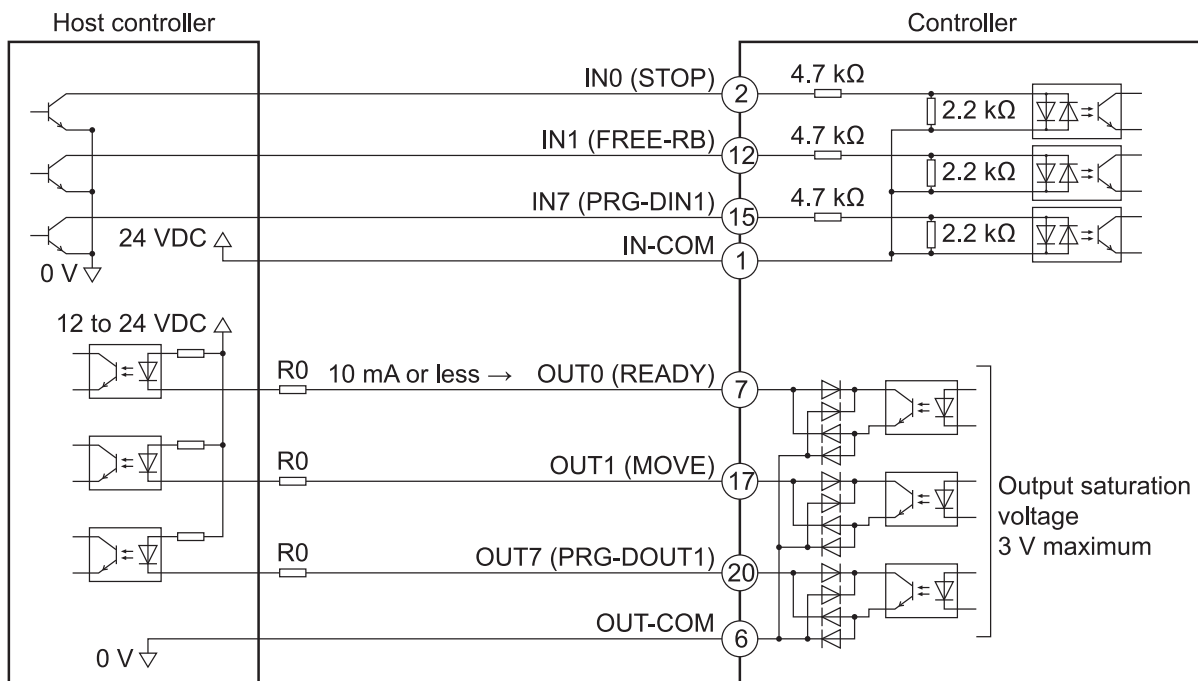 Host controller
Controller
IN0 (STOP)
2
4.7 kΩ
2.2 kΩ
IN1 (FREE-RB)
12
4.7 kΩ
2.2 kΩ
IN7 (PRG-DIN1)
15
4.7 kΩ
2.2 kΩ
24 VDC
IN-COM
1
0 V
12 to 24 VDC
R0
10 mA or less →
OUT0 (READY)
7
R0
OUT1 (MOVE)
17
Output saturation
voltage
3 V maximum
R0
OUT7 (PRG-DOUT1)
20
OUT-COM
6
0 V